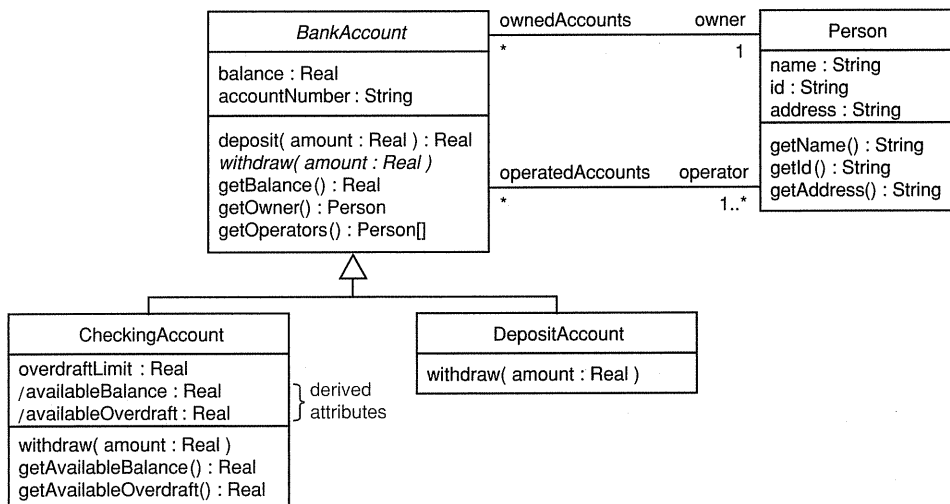 BankAccount
balance : Real
accountNumber : String
deposit( amount : Real ) : Real
withdraw( amount : Real )
getBalance() : Real
getOwner() : Person
getOperators() : Person[]
ownedAccounts owner
* 1
operatedAccounts operator
* 1..*
Person
name : String
id : String
address : String
getName() : String
getId() : String
getAddress() : String
CheckingAccount
overdraftLimit : Real
/availableBalance : Real
/availableOverdraft : Real
derived
attributes
withdraw( amount : Real )
getAvailableBalance() : Real
getAvailableOverdraft() : Real
DepositAccount
withdraw( amount : Real )